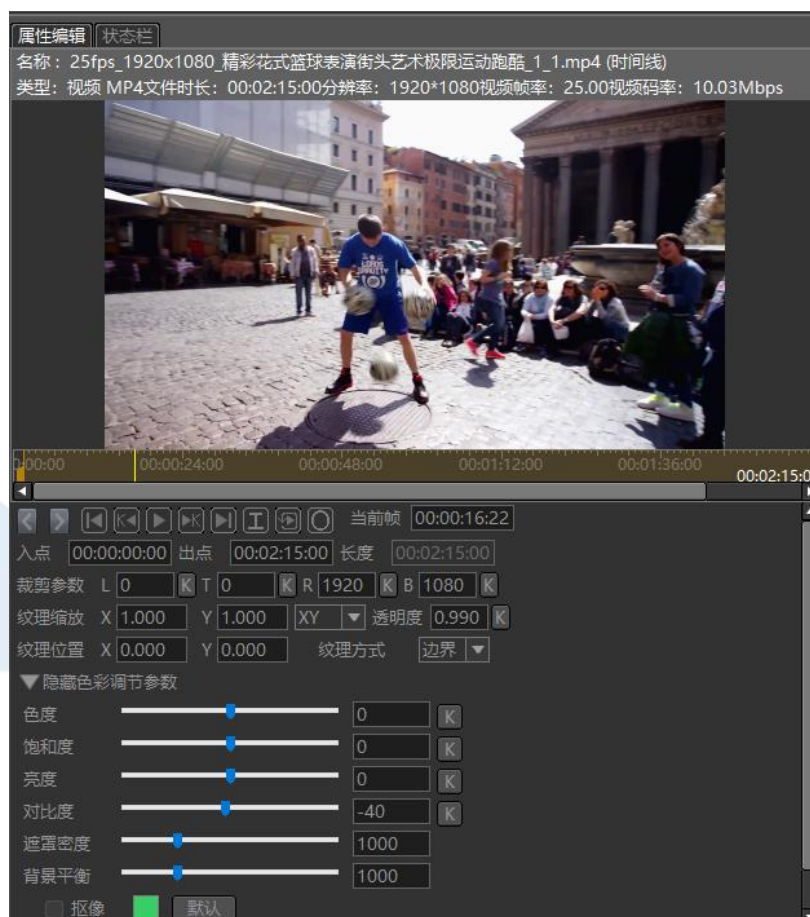 属性编辑 状态栏
名称：25fps_1920x1080_精彩花式篮球表演街头艺术极限运动跑酷_1_1.mp4 (时间线)
类型：视频 MP4文件时长：00:02:15:00分辨率：1920*1080视频帧率：25.00视频码率：10.03Mbps
LORDS
GRAVITY
0:00:00 00:00:24:00 00:00:48:00 00:01:12:00 00:01:36:00 00:02:15:0
当前帧 00:00:16:22
入点 00:00:00:00 出点 00:02:15:00 长度 00:02:15:00
裁剪参数 L 0 K T 0 K R 1920 K B 1080 K
纹理缩放 X 1.000 Y 1.000 XY 透明度 0.990 K
纹理位置 X 0.000 Y 0.000 纹理方式 边界
隐藏色彩调节参数
色度 0 K
饱和度 0 K
亮度 0 K
对比度 -40 K
遮罩密度 1000
背景平衡 1000
抠像 默认